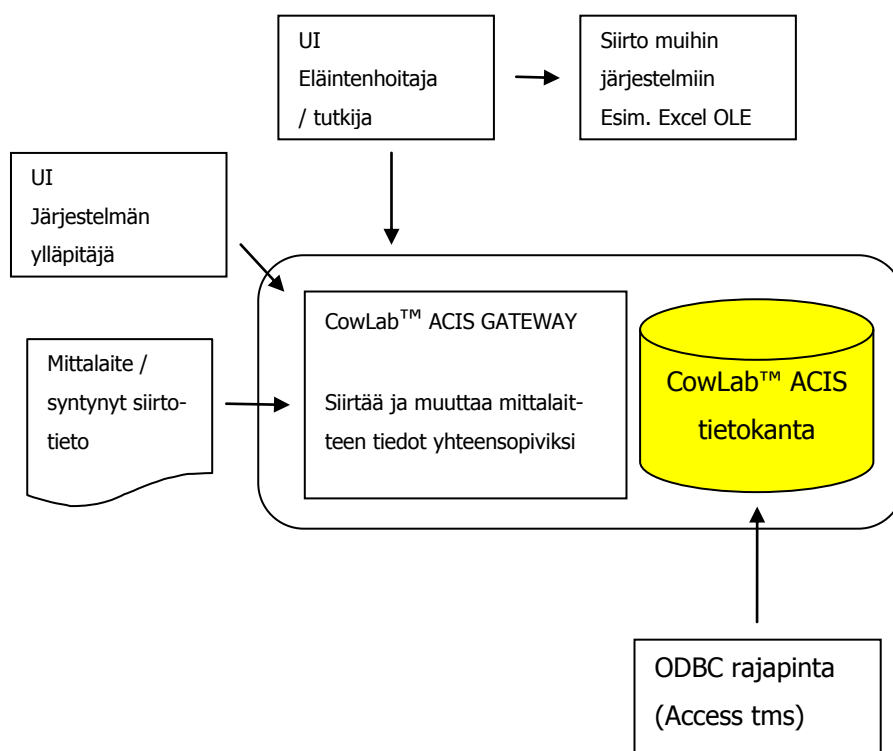 UI
Eläintenhoitaja
/ tutkija
Siirto muihin
järjestelmiin
Esim. Excel OLE
UI
Järjestelmän
ylläpitäjä
CowLab™ ACIS GATEWAY
Siirtää ja muuttaa mittalait-
teen tiedot yhteensopiviksi
CowLab™ ACIS
tietokanta
Mittalaite /
syntynyt siirto-
tieto
ODBC rajapinta
(Access tms)